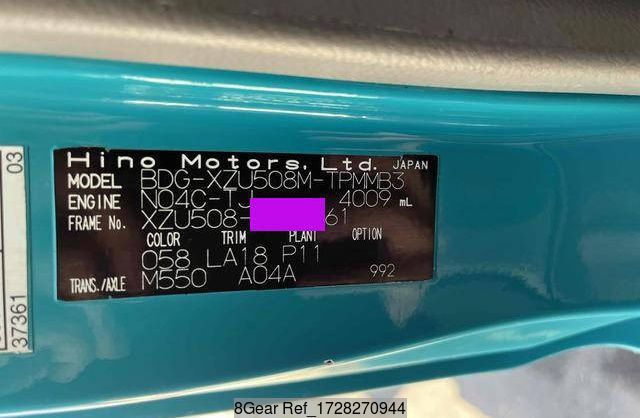 Hino Motors, Ltd. JAPAN
MODEL BDG-XZU508M-TPMMB3
ENGINE N04C-TJ 4009 mL
FRAME No. XZU508- 61
COLOR TRIM PLANT OPTION
058 LA18 P11
TRANS./AXLE M550 A04A 992
03
37361
8Gear Ref_1728270944